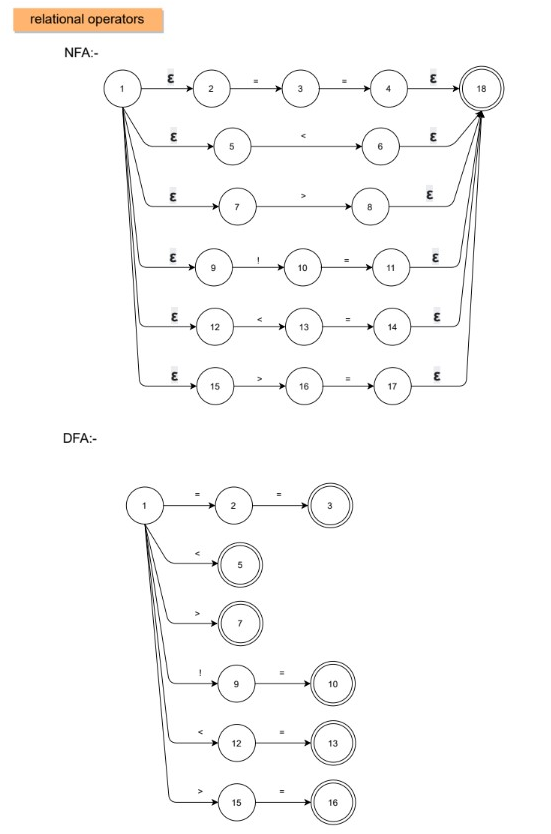 relational operators
NFA:-
1 ε 2 = 3 = 4 ε 18
ε 5 < 6 ε
ε 7 > 8 ε
ε 9 ! 10 = 11 ε
ε 12 < 13 = 14 ε
ε 15 > 16 = 17 ε
DFA:-
1 = 2 = 3
< 5
> 7
! 9 = 10
< 12 = 13
> 15 = 16